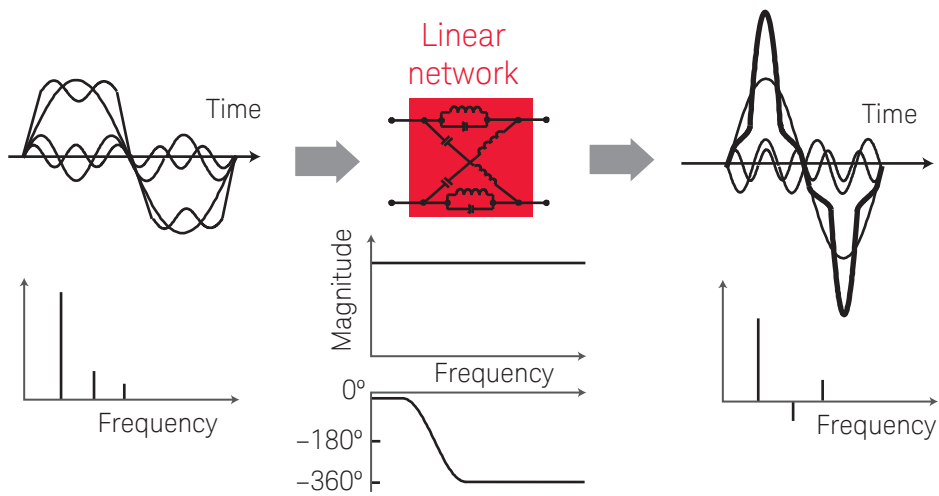 Linear
network
Time
Time
Magnitude
Frequency
Frequency
Frequency
0º
–180º
–360º